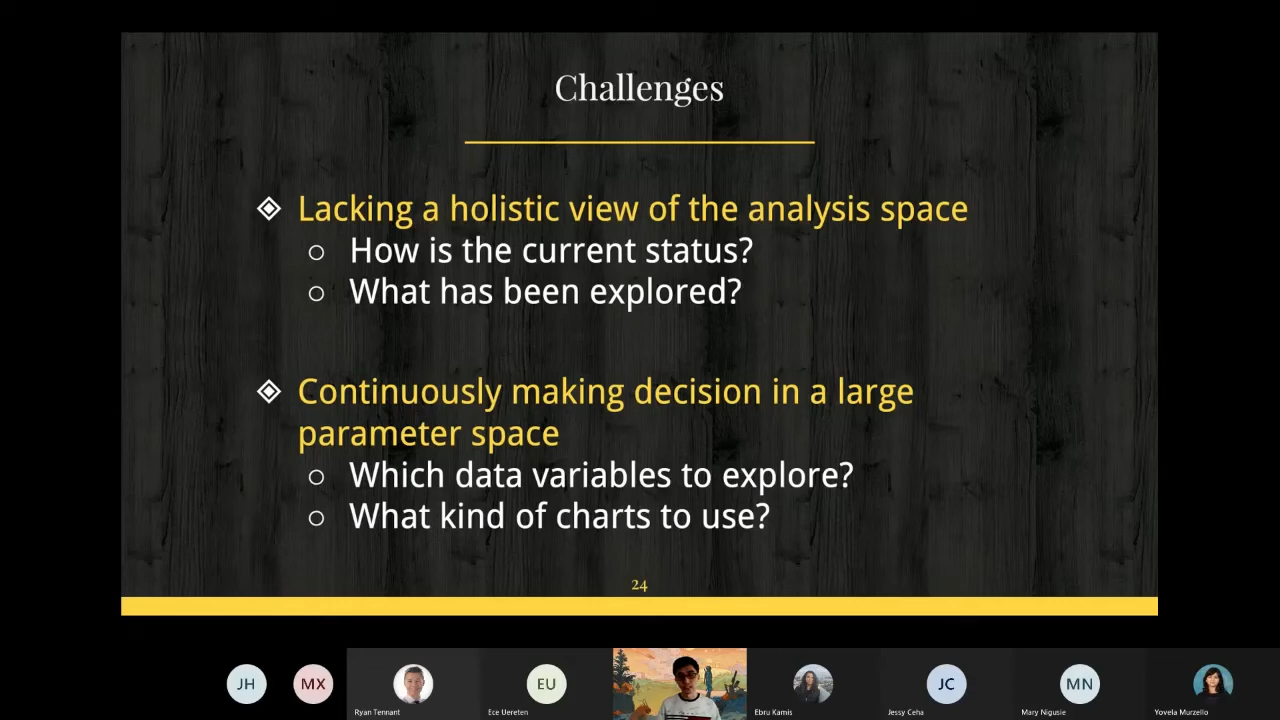 Challenges
Lacking a holistic view of the analysis space
How is the current status?
What has been explored?
Continuously making decision in a large
parameter space
Which data variables to explore?
What kind of charts to use?
24
JH
MX
EU
JC
MN
Ryan Tennant
Ece Uereten
Ebru Kamis
Jessy Ceha
Mary Nigusie
Yovela Murzello